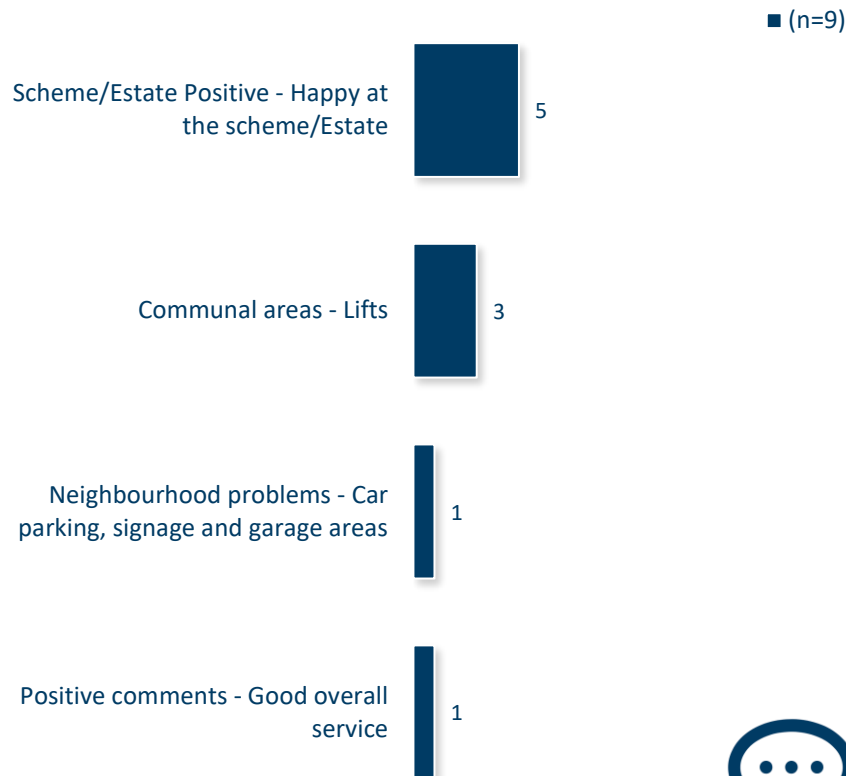 (n=9)
Scheme/Estate Positive - Happy at
the scheme/Estate
5
Communal areas - Lifts
3
Neighbourhood problems - Car
parking, signage and garage areas
1
Positive comments - Good overall
service
1